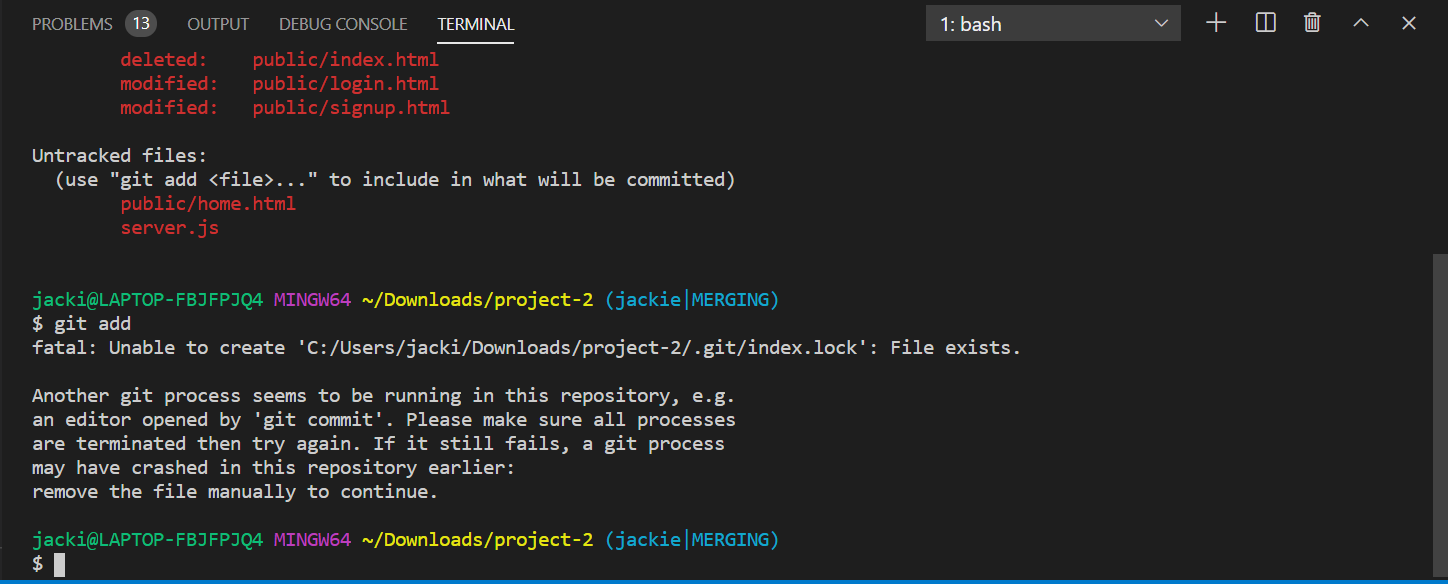 PROBLEMS 13 OUTPUT DEBUG CONSOLE TERMINAL 1: bash
deleted: public/index.html
modified: public/login.html
modified: public/signup.html
Untracked files:
(use "git add <file>..." to include in what will be committed)
public/home.html
server.js
jacki@LAPTOP-FBJFPJQ4 MINGW64 ~/Downloads/project-2 (jackie|MERGING)
$ git add
fatal: Unable to create 'C:/Users/jacki/Downloads/project-2/.git/index.lock': File exists.
Another git process seems to be running in this repository, e.g.
an editor opened by 'git commit'. Please make sure all processes
are terminated then try again. If it still fails, a git process
may have crashed in this repository earlier:
remove the file manually to continue.
jacki@LAPTOP-FBJFPJQ4 MINGW64 ~/Downloads/project-2 (jackie|MERGING)
$